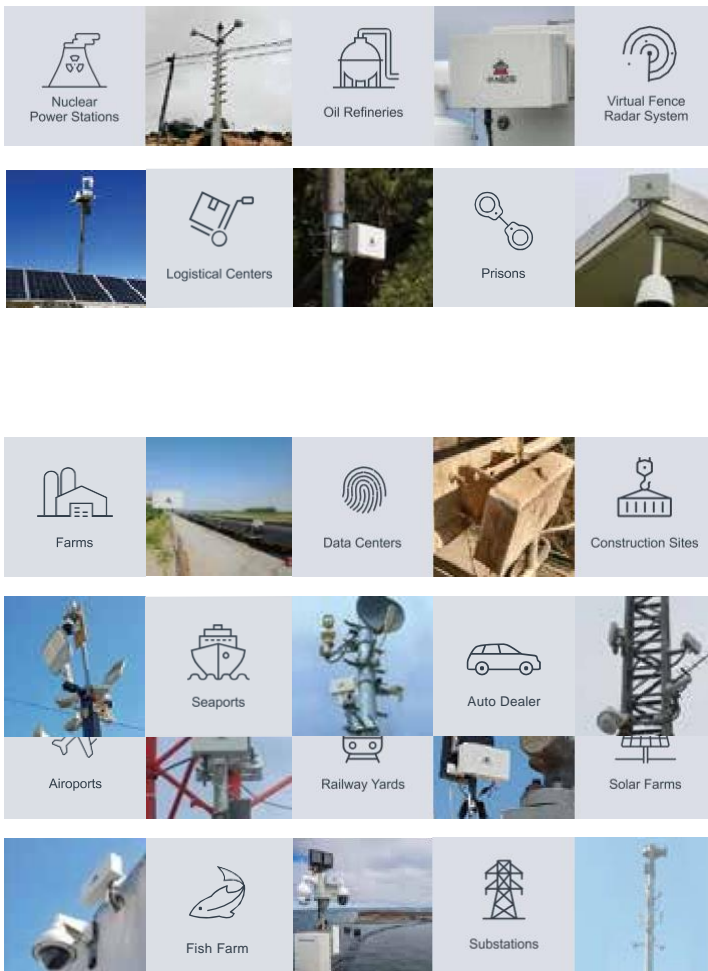 Nuclear
Power Stations
Oil Refineries
Virtual Fence
Radar System
Logistical Centers
Prisons
Farms
Data Centers
Construction Sites
Seaports
Auto Dealer
Airoports
Railway Yards
Solar Farms
Fish Farm
Substations